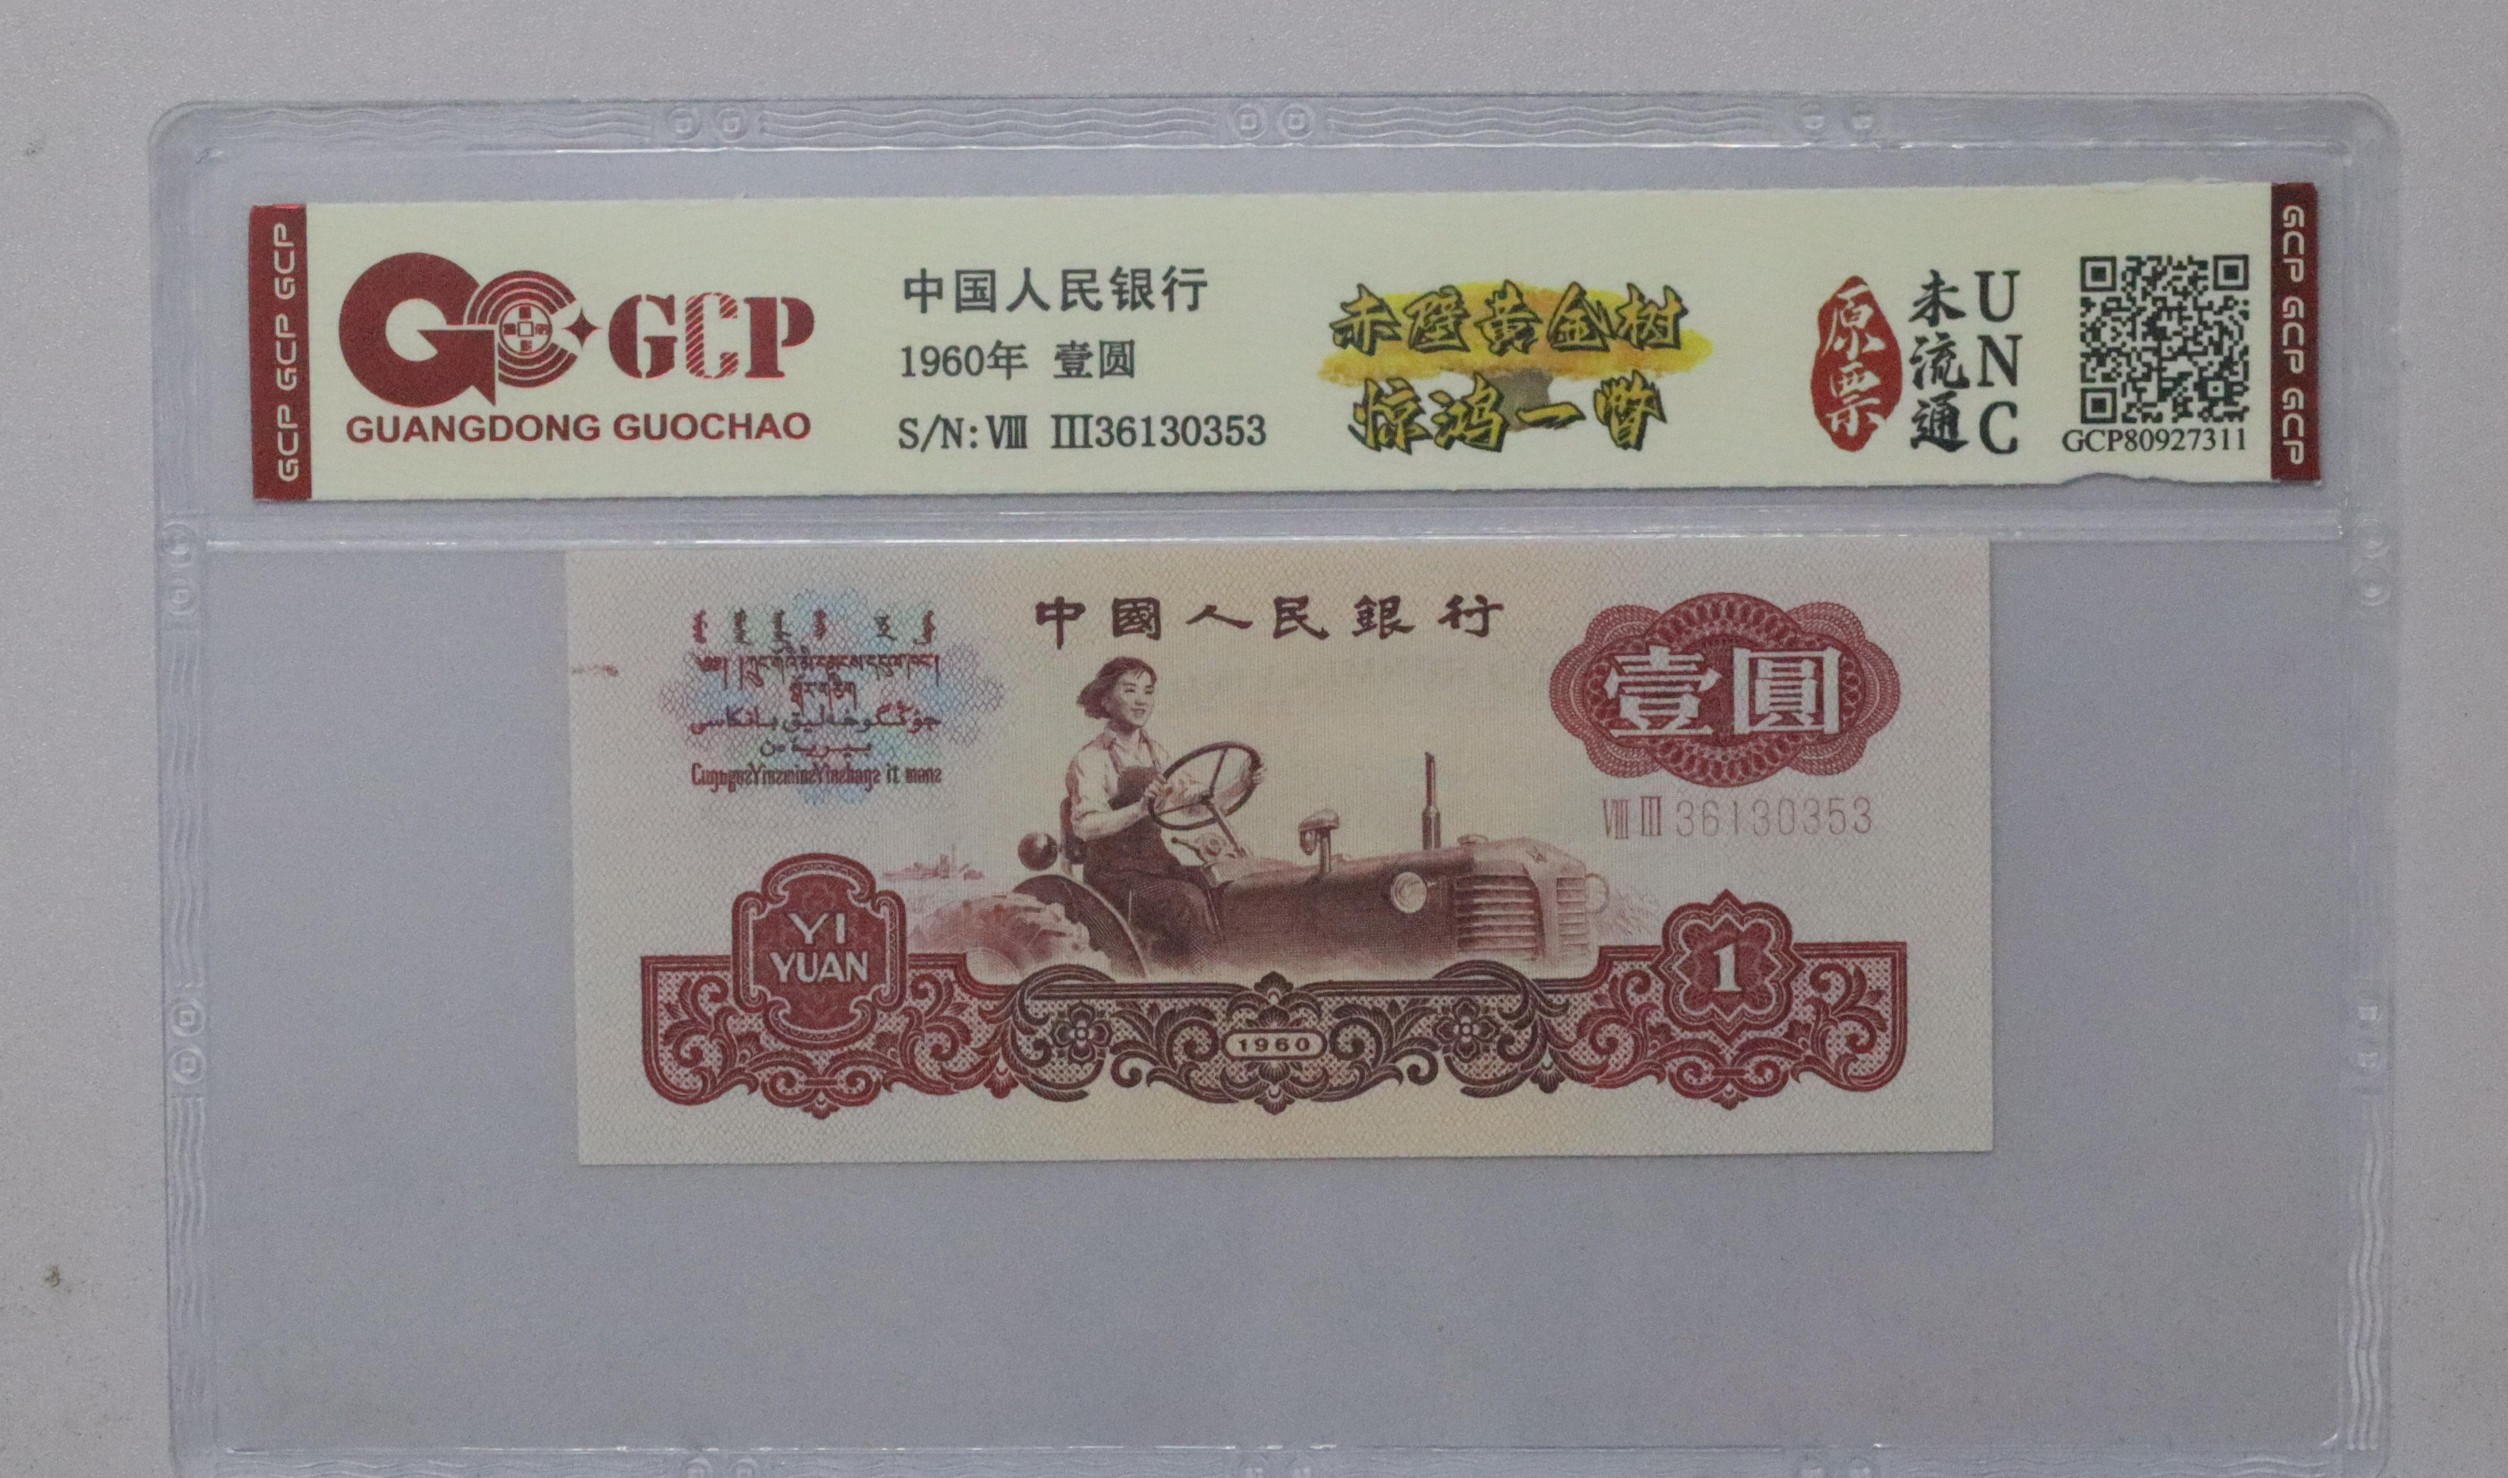 GCP GCP GCP
GCP
GUANGDONG GUOCHAO
中国人民银行
1960年 壹圆
S/N: Ⅷ Ⅲ36130353
赤壁黄金树
惊鸿一瞥
原票
未流通
UNC
GCP80927311
GCP GCP GCP
中國人民銀行
壹圓
Ⅷ Ⅲ 36130353
YI
YUAN
1960
1